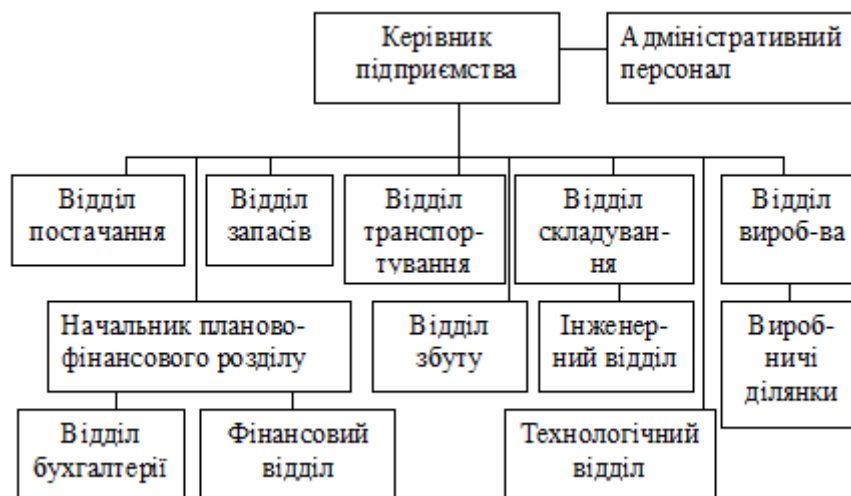 Керівник
підприємства
Адміністративний
персонал
Відділ
постачання
Відділ
запасів
Відділ
транспор-
тування
Відділ
складуван-
ня
Відділ
вироб-ва
Начальник планово-
фінансового розділу
Відділ
збуту
Інженер-
ний відділ
Вироб-
ничі
ділянки
Відділ
бухгалтерії
Фінансовий
відділ
Технологічний
відділ